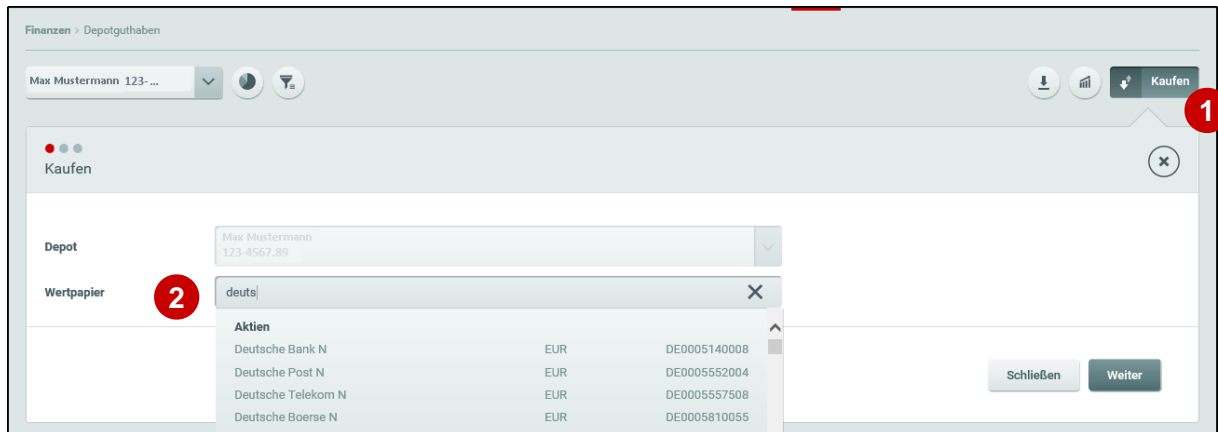 Finanzen > Depotguthaben
Max Mustermann 123-...
Kaufen
1
Kaufen
Depot
Max Mustermann
123-4567.89
Wertpapier
2
deuts
Aktien
Deutsche Bank N EUR DE0005140008
Deutsche Post N EUR DE0005552004
Deutsche Telekom N EUR DE0005557508
Deutsche Boerse N EUR DE0005810055
Schließen
Weiter